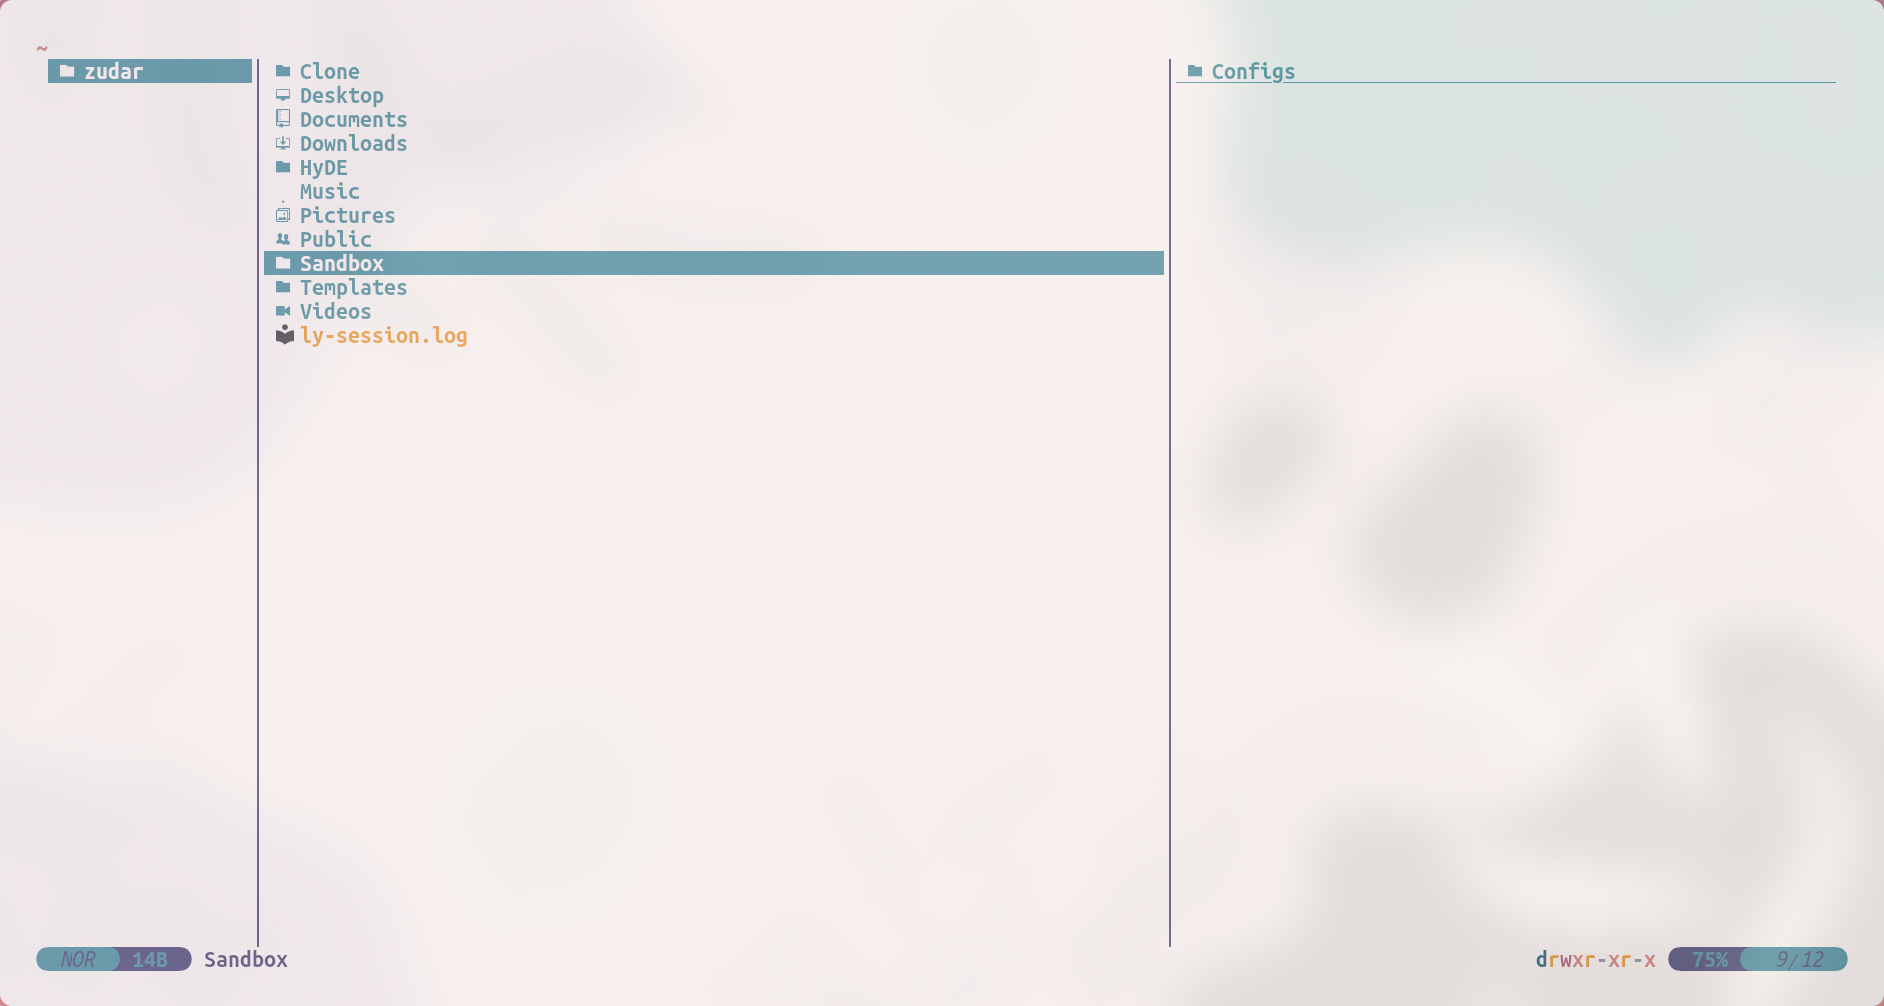 ~
zudar
Clone
Desktop
Documents
Downloads
HyDE
Music
Pictures
Public
Sandbox
Templates
Videos
ly-session.log
Configs
NOR 14B Sandbox
drwxr-xr-x 75% 9/12